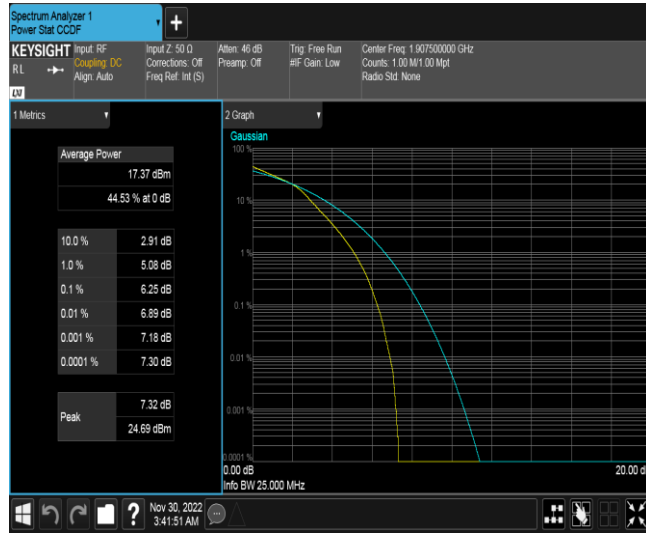 Spectrum Analyzer 1
Power Stat CCDF
+
KEYSIGHT
RL
LXI
Input: RF
Coupling: DC
Align: Auto
Input Z: 50 Ω
Corrections: Off
Freq Ref: Int (S)
Atten: 46 dB
Preamp: Off
Trig: Free Run
#IF Gain: Low
Center Freq: 1.907500000 GHz
Counts: 1.00 M/1.00 Mpt
Radio Std: None
1 Metrics
Average Power
17.37 dBm
44.53 % at 0 dB
10.0 % 2.91 dB
1.0 % 5.08 dB
0.1 % 6.25 dB
0.01 % 6.89 dB
0.001 % 7.18 dB
0.0001 % 7.30 dB
Peak
7.32 dB
24.69 dBm
2 Graph
Gaussian
100 %
10 %
1 %
0.1 %
0.01 %
0.001 %
0.0001 %
0.00 dB
20.00 d
Info BW 25.000 MHz
?
Nov 30, 2022
3:41:51 AM